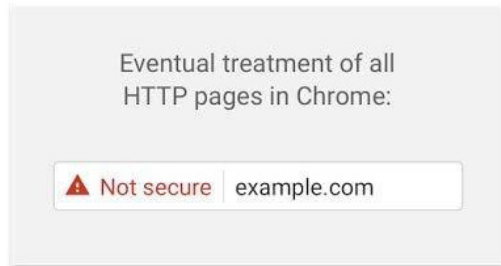 Eventual treatment of all
HTTP pages in Chrome:
Not secure example.com